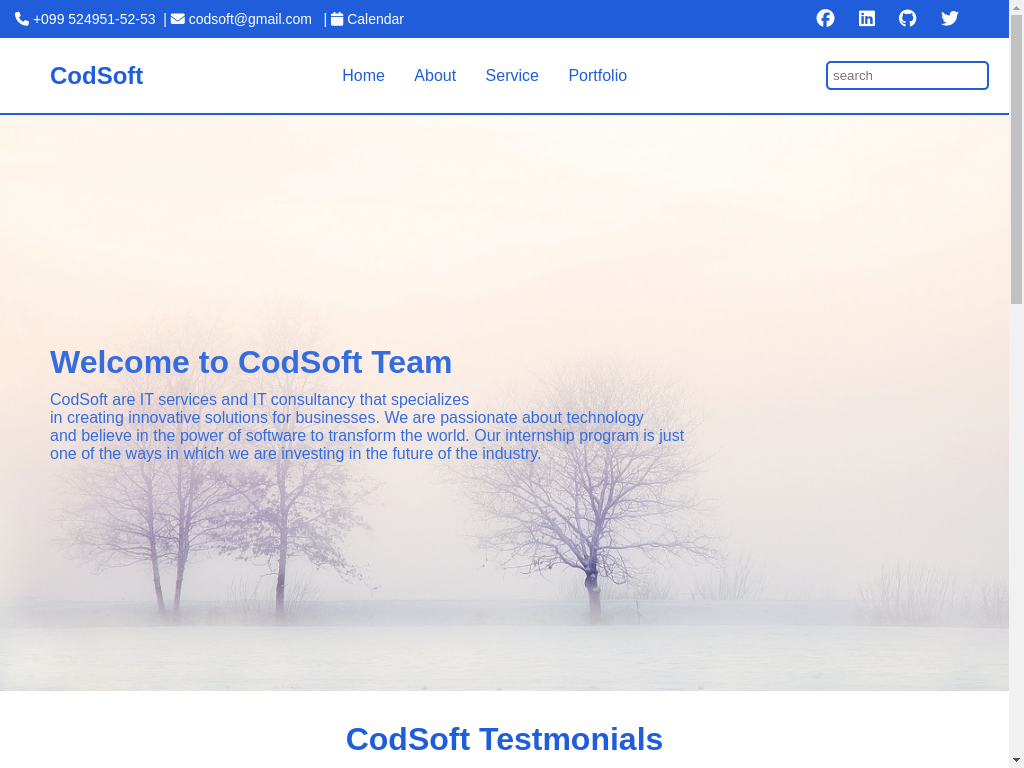 +099 524951-52-53 | codsoft@gmail.com | Calendar
CodSoft
Home About Service Portfolio
search
Welcome to CodSoft Team
CodSoft are IT services and IT consultancy that specializes
in creating innovative solutions for businesses. We are passionate about technology
and believe in the power of software to transform the world. Our internship program is just
one of the ways in which we are investing in the future of the industry.
CodSoft Testmonials